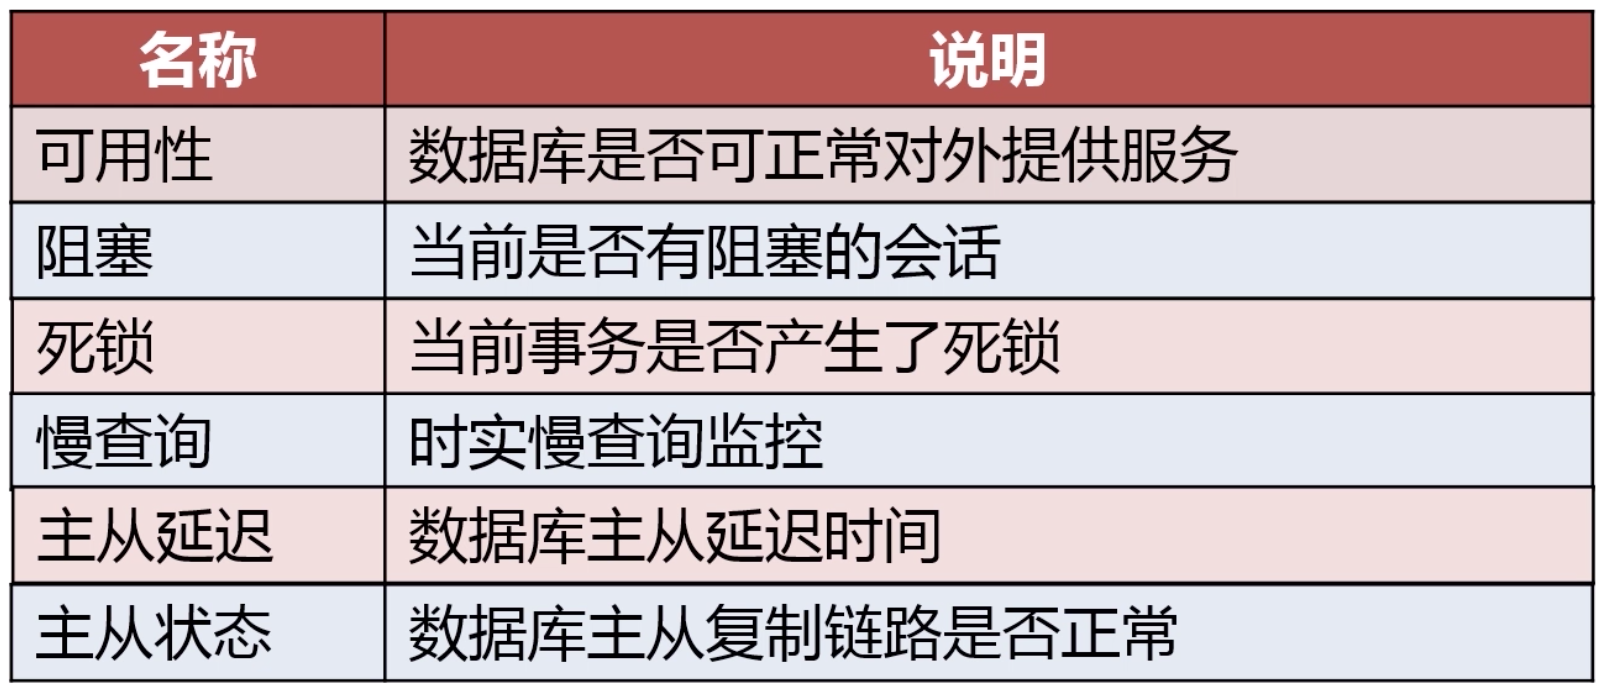 名称 说明
可用性 数据库是否可正常对外提供服务
阻塞 当前是否有阻塞的会话
死锁 当前事务是否产生了死锁
慢查询 时实慢查询监控
主从延迟 数据库主从延迟时间
主从状态 数据库主从复制链路是否正常